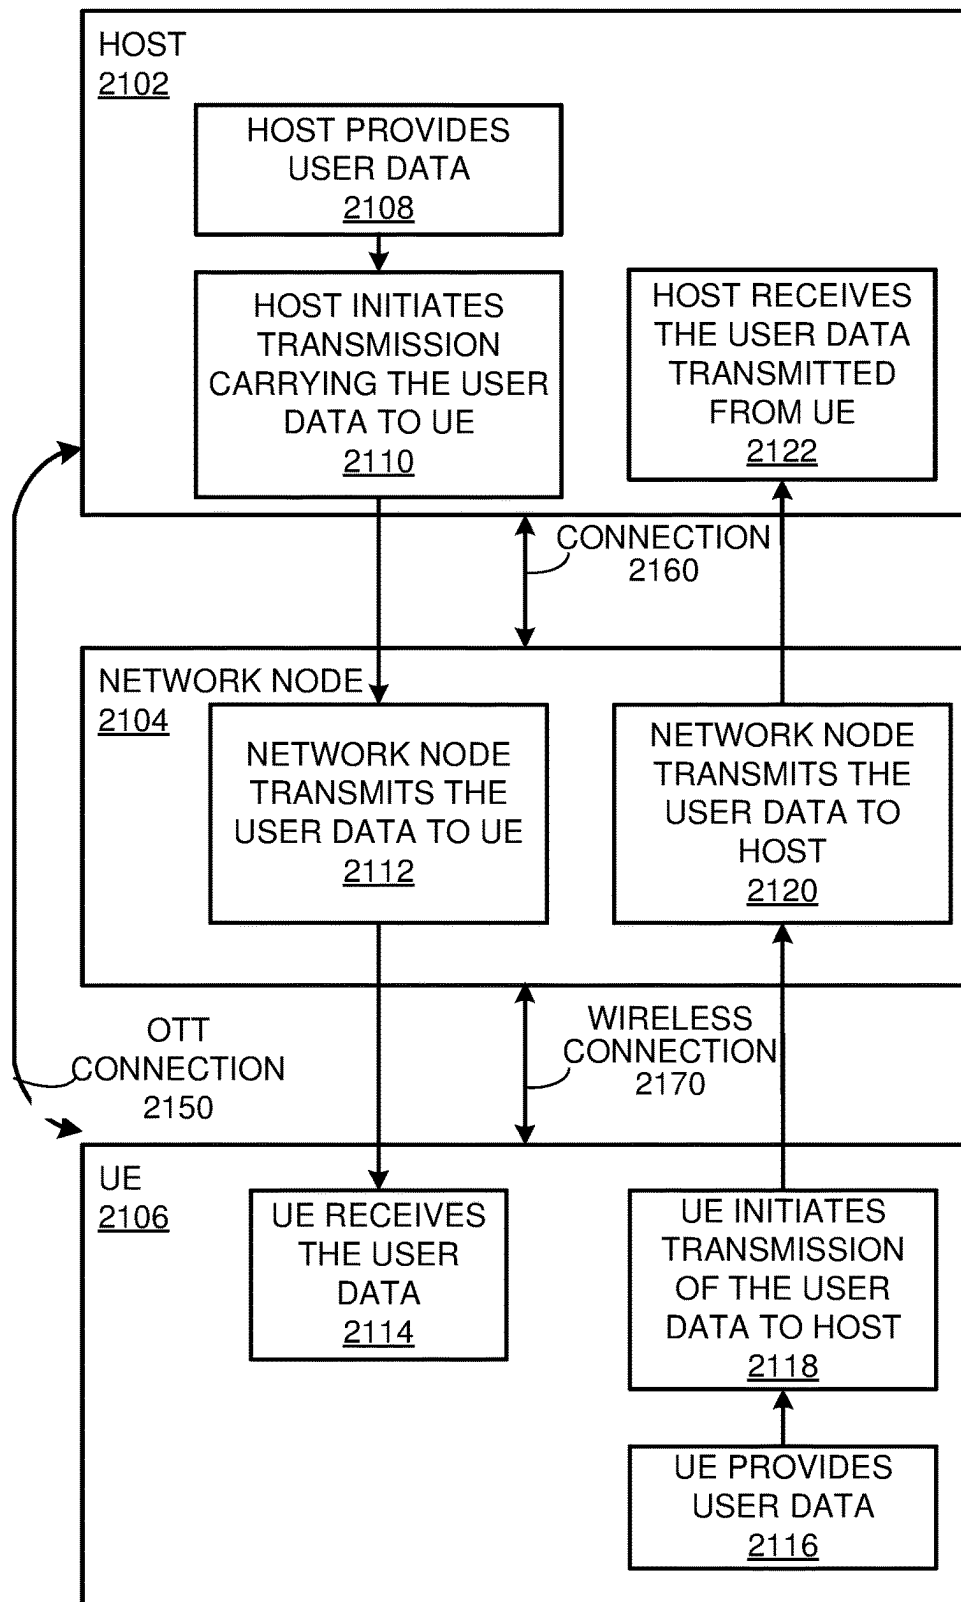 HOST
2102
HOST PROVIDES
USER DATA
2108
HOST INITIATES
TRANSMISSION
CARRYING THE USER
DATA TO UE
2110
HOST RECEIVES
THE USER DATA
TRANSMITTED
FROM UE
2122
CONNECTION
2160
NETWORK NODE
2104
NETWORK NODE
TRANSMITS THE
USER DATA TO UE
2112
NETWORK NODE
TRANSMITS THE
USER DATA TO
HOST
2120
OTT
CONNECTION
2150
WIRELESS
CONNECTION
2170
UE
2106
UE RECEIVES
THE USER
DATA
2114
UE INITIATES
TRANSMISSION
OF THE USER
DATA TO HOST
2118
UE PROVIDES
USER DATA
2116